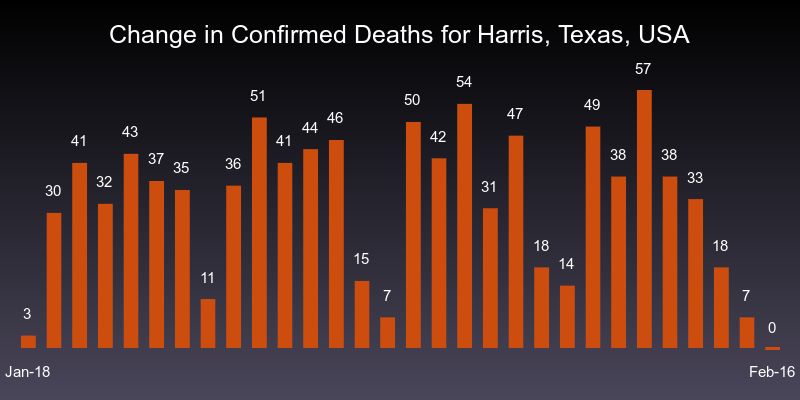 Change in Confirmed Deaths for Harris, Texas, USA
3 30 41 32 43 37 35 11 36 51 41 44 46 15 7 50 42 54 31 47 18 14 49 38 57 38 33 18 7 0
Jan-18 Feb-16